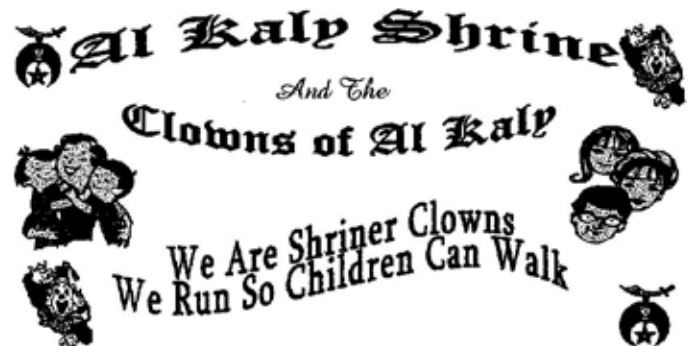 Al Kaly Shrine
And The
Clowns of Al Kaly
We Are Shriner Clowns
We Run So Children Can Walk